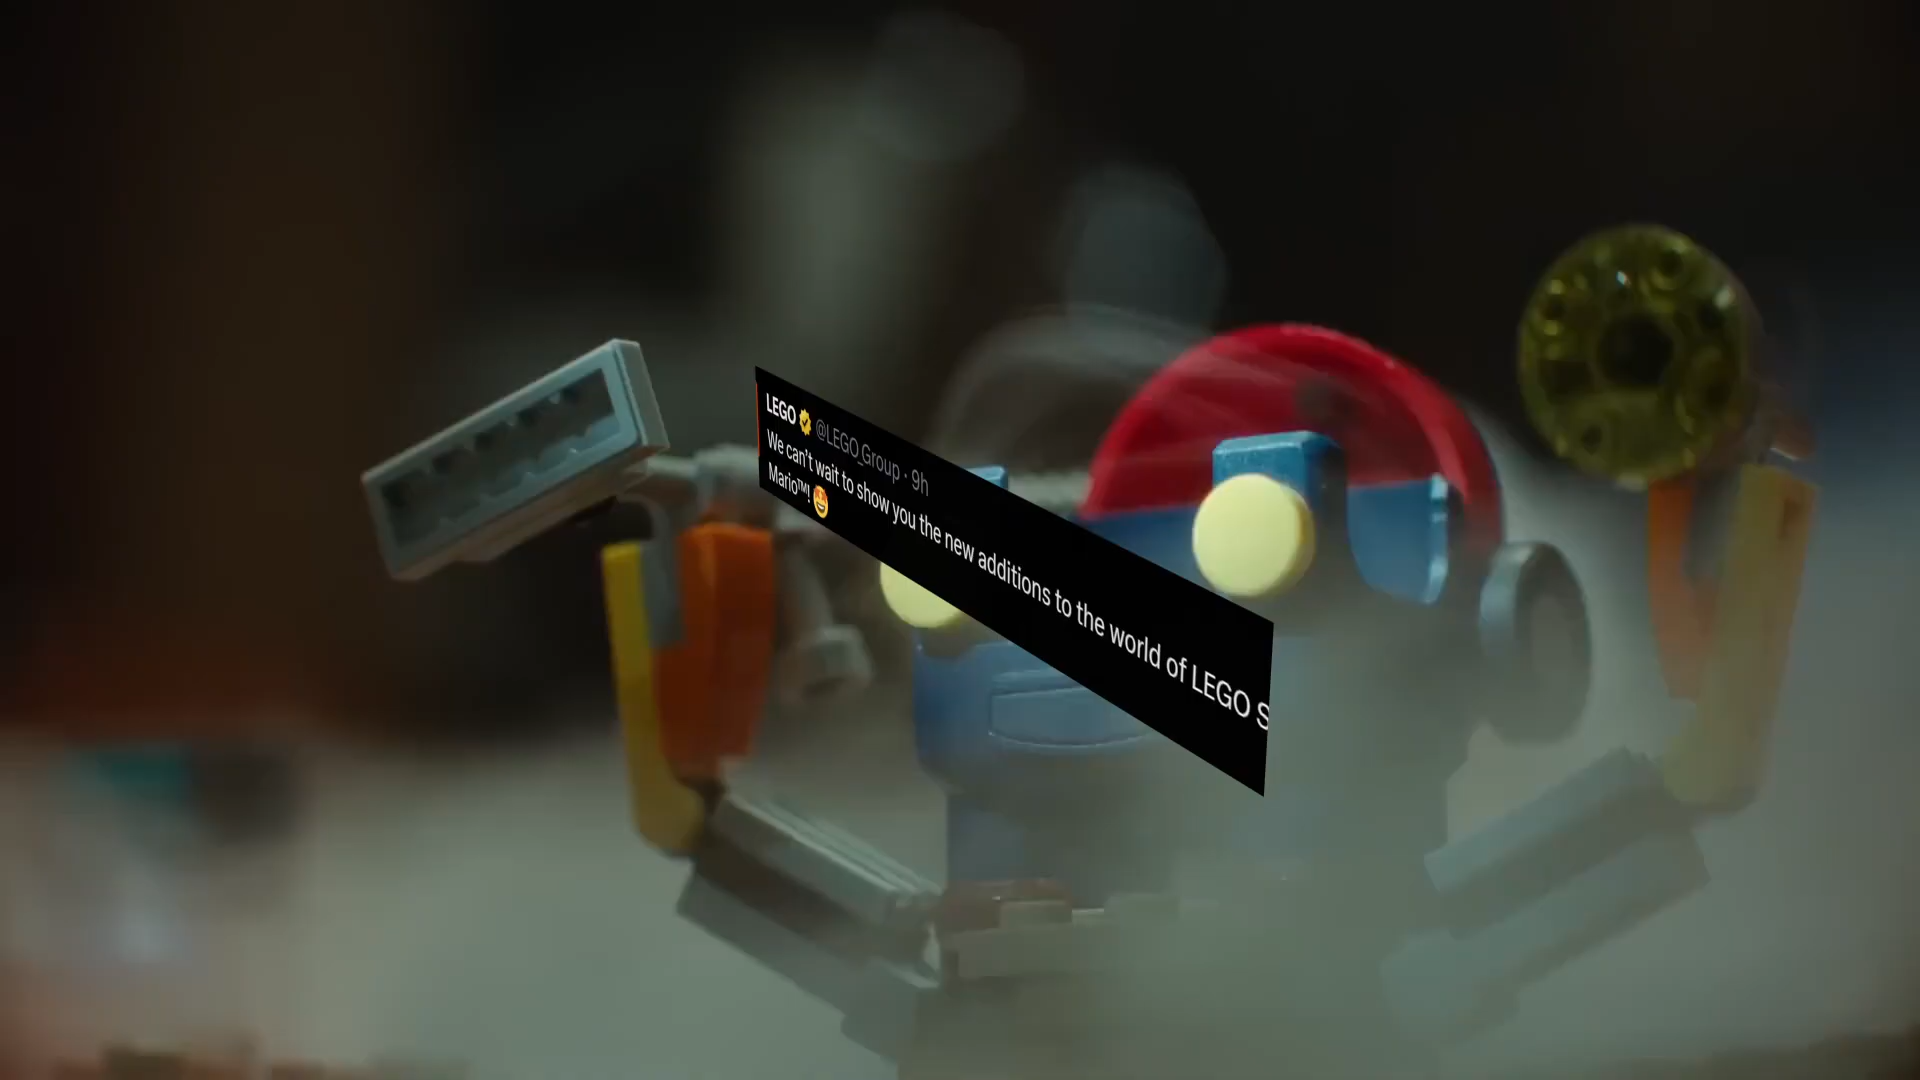 LEGO @LEGO_Group · 9h
We can't wait to show you the new additions to the world of LEGO S
Mario™! 🤩